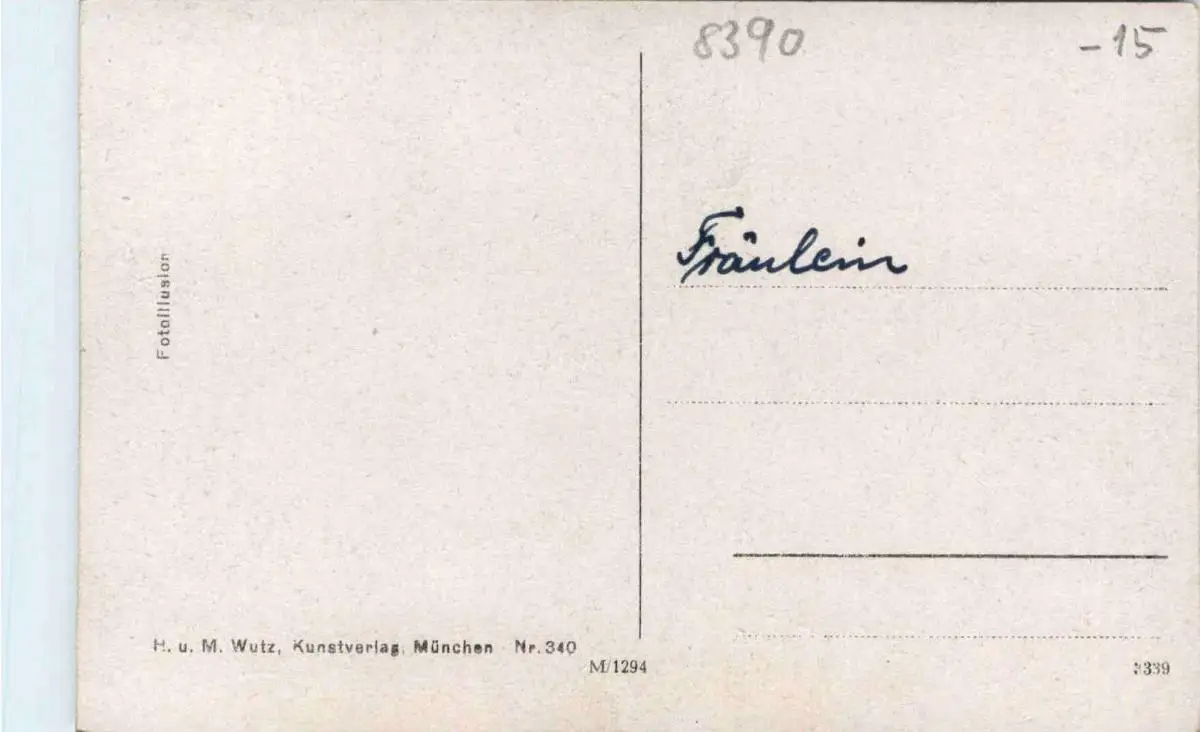 8390
-15
Fräulein
Fotoillusion
H. u. M. Wutz, Kunstverlag, München Nr. 340
M/1294